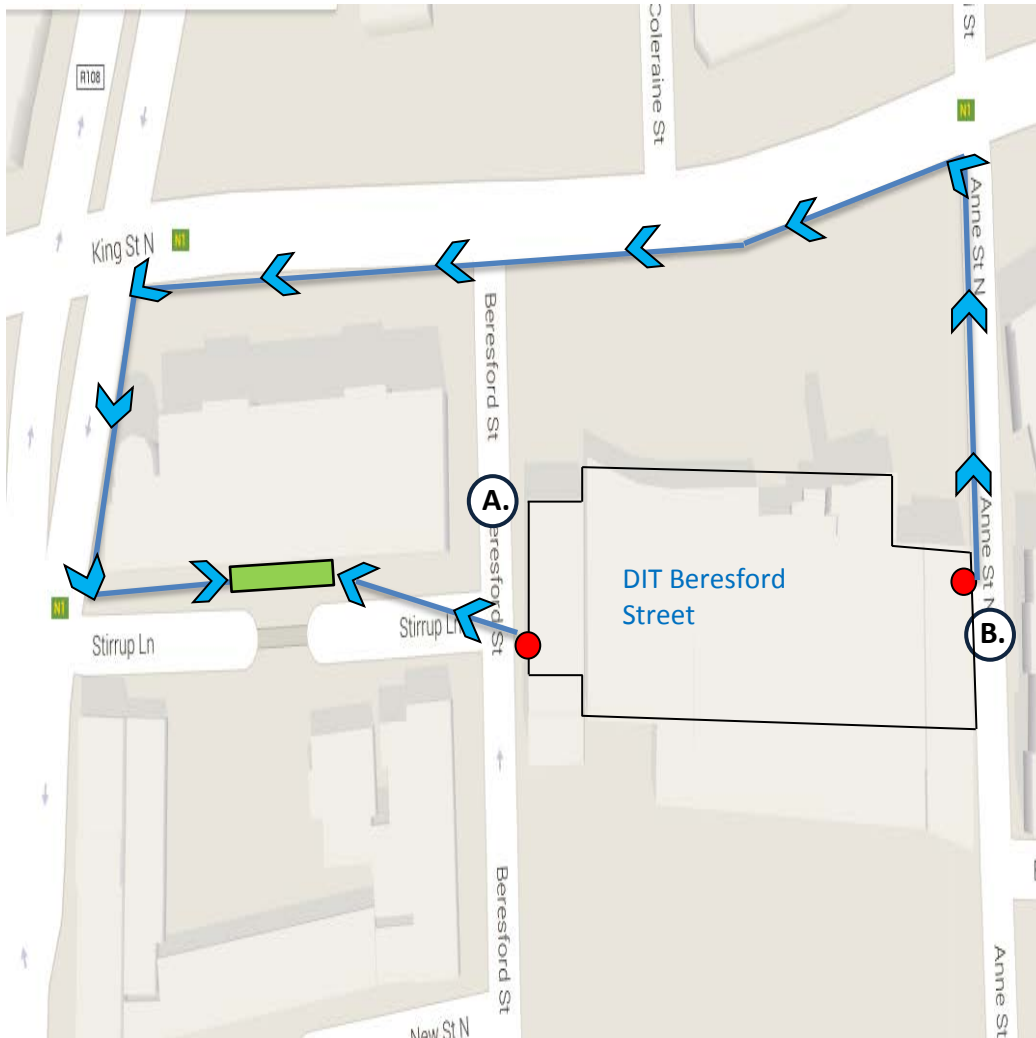 St
Coleraine St
R108
N1
Anne St N
King St N
N1
Beresford St
A.
Beresford St
Anne St N
DIT Beresford
Street
N1
Stirrup Ln
Stirrup Ln
B.
Beresford St
Anne St
New St N